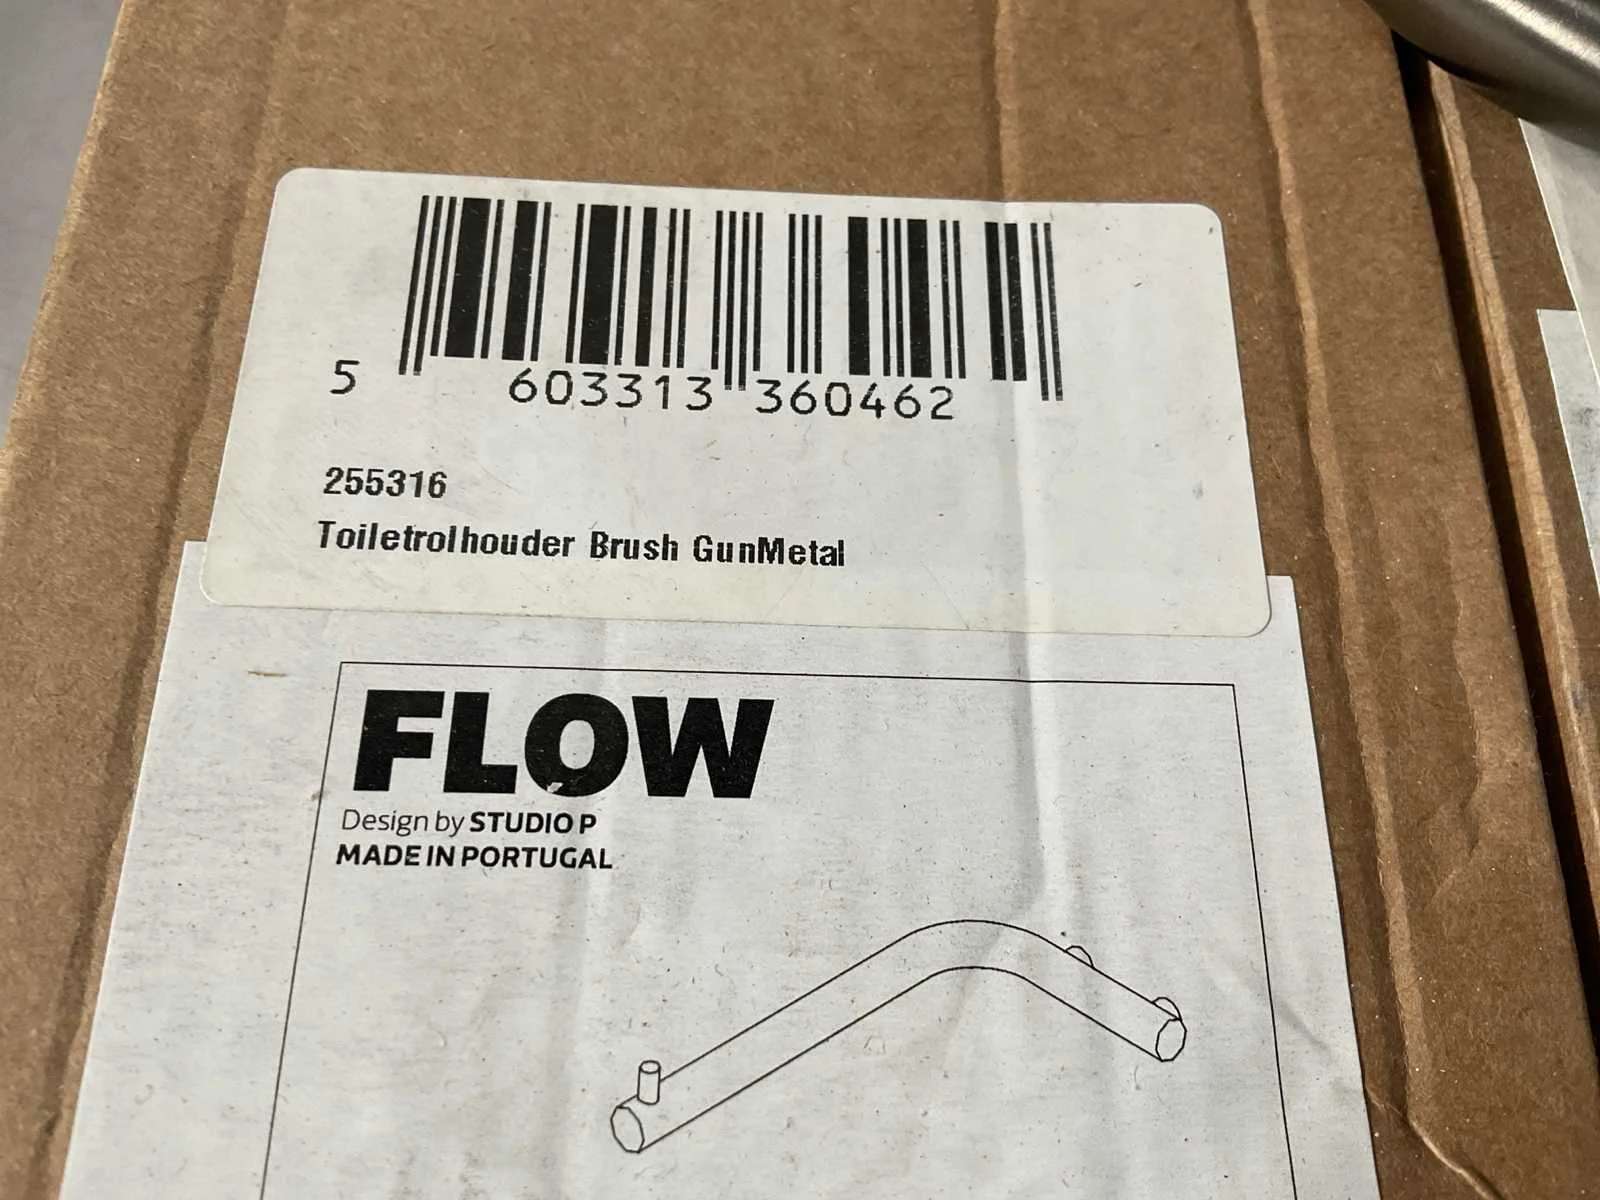 5 603313 360462
255316
Toiletrolhouder Brush GunMetal
FLOW
Design by STUDIO P
MADE IN PORTUGAL